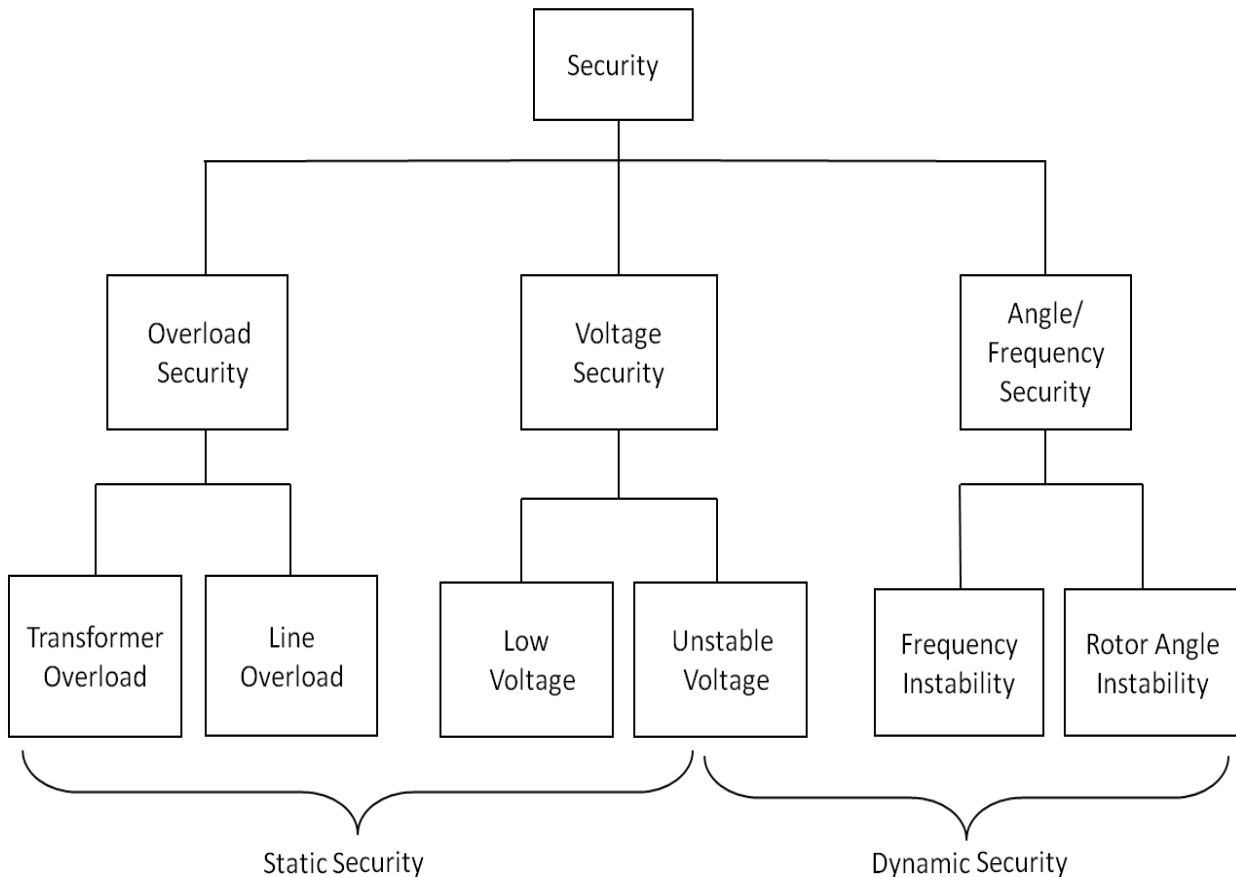 Security
Overload
Security
Voltage
Security
Angle/
Frequency
Security
Transformer
Overload
Line
Overload
Low
Voltage
Unstable
Voltage
Frequency
Instability
Rotor Angle
Instability
Static Security
Dynamic Security